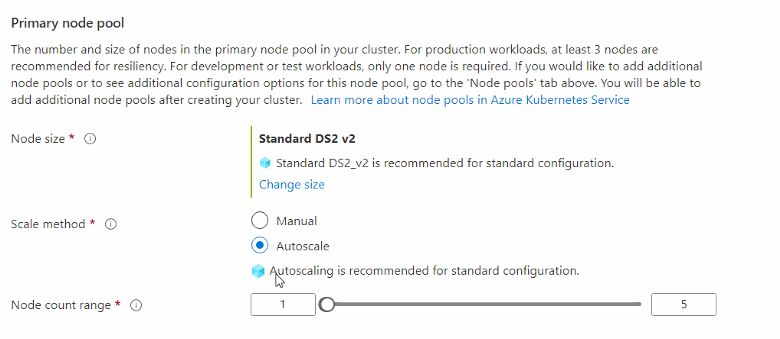 Primary node pool
The number and size of nodes in the primary node pool in your cluster. For production workloads, at least 3 nodes are
recommended for resiliency. For development or test workloads, only one node is required. If you would like to add additional
node pools or to see additional configuration options for this node pool, go to the 'Node pools' tab above. You will be able to
add additional node pools after creating your cluster. Learn more about node pools in Azure Kubernetes Service
Node size *
Standard DS2 v2
Standard DS2_v2 is recommended for standard configuration.
Change size
Scale method *
Manual
Autoscale
Autoscaling is recommended for standard configuration.
Node count range *
1
5